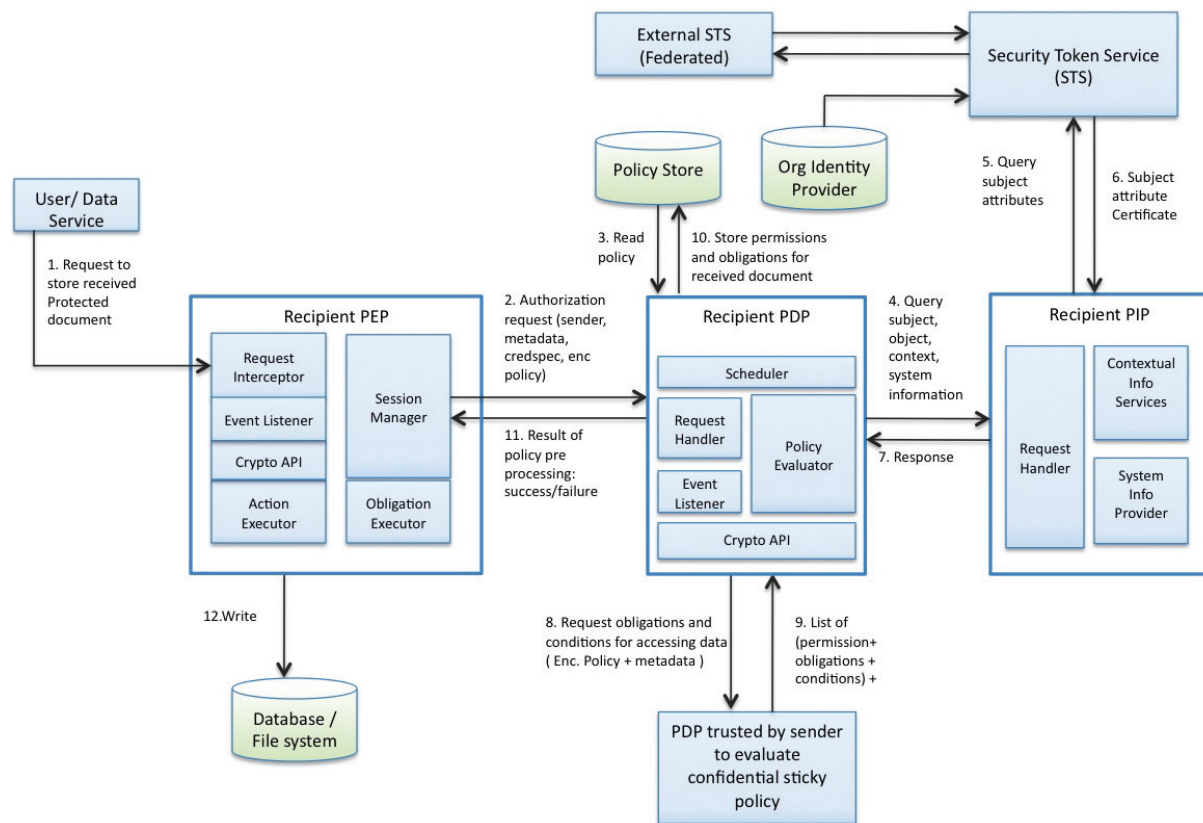 External STS
(Federated)
Security Token Service
(STS)
Policy Store
Org Identity
Provider
5. Query
subject
attributes
6. Subject
attribute
Certificate
User/ Data
Service
1. Request to
store received
Protected
document
3. Read
policy
10. Store permissions
and obligations for
received document
Recipient PEP
Request
Interceptor
Event Listener
Crypto API
Action
Executor
Session
Manager
Obligation
Executor
2. Authorization
request (sender,
metadata,
credspec, enc
policy)
11. Result of
policy pre
processing:
success/failure
Recipient PDP
Scheduler
Request
Handler
Event
Listener
Policy
Evaluator
Crypto API
4. Query
subject,
object,
context,
system
information
7. Response
Recipient PIP
Request
Handler
Contextual
Info
Services
System
Info
Provider
12.Write
Database /
File system
8. Request obligations and
conditions for accessing data
( Enc. Policy + metadata )
9. List of
(permission+
obligations +
conditions) +
PDP trusted by sender
to evaluate
confidential sticky
policy